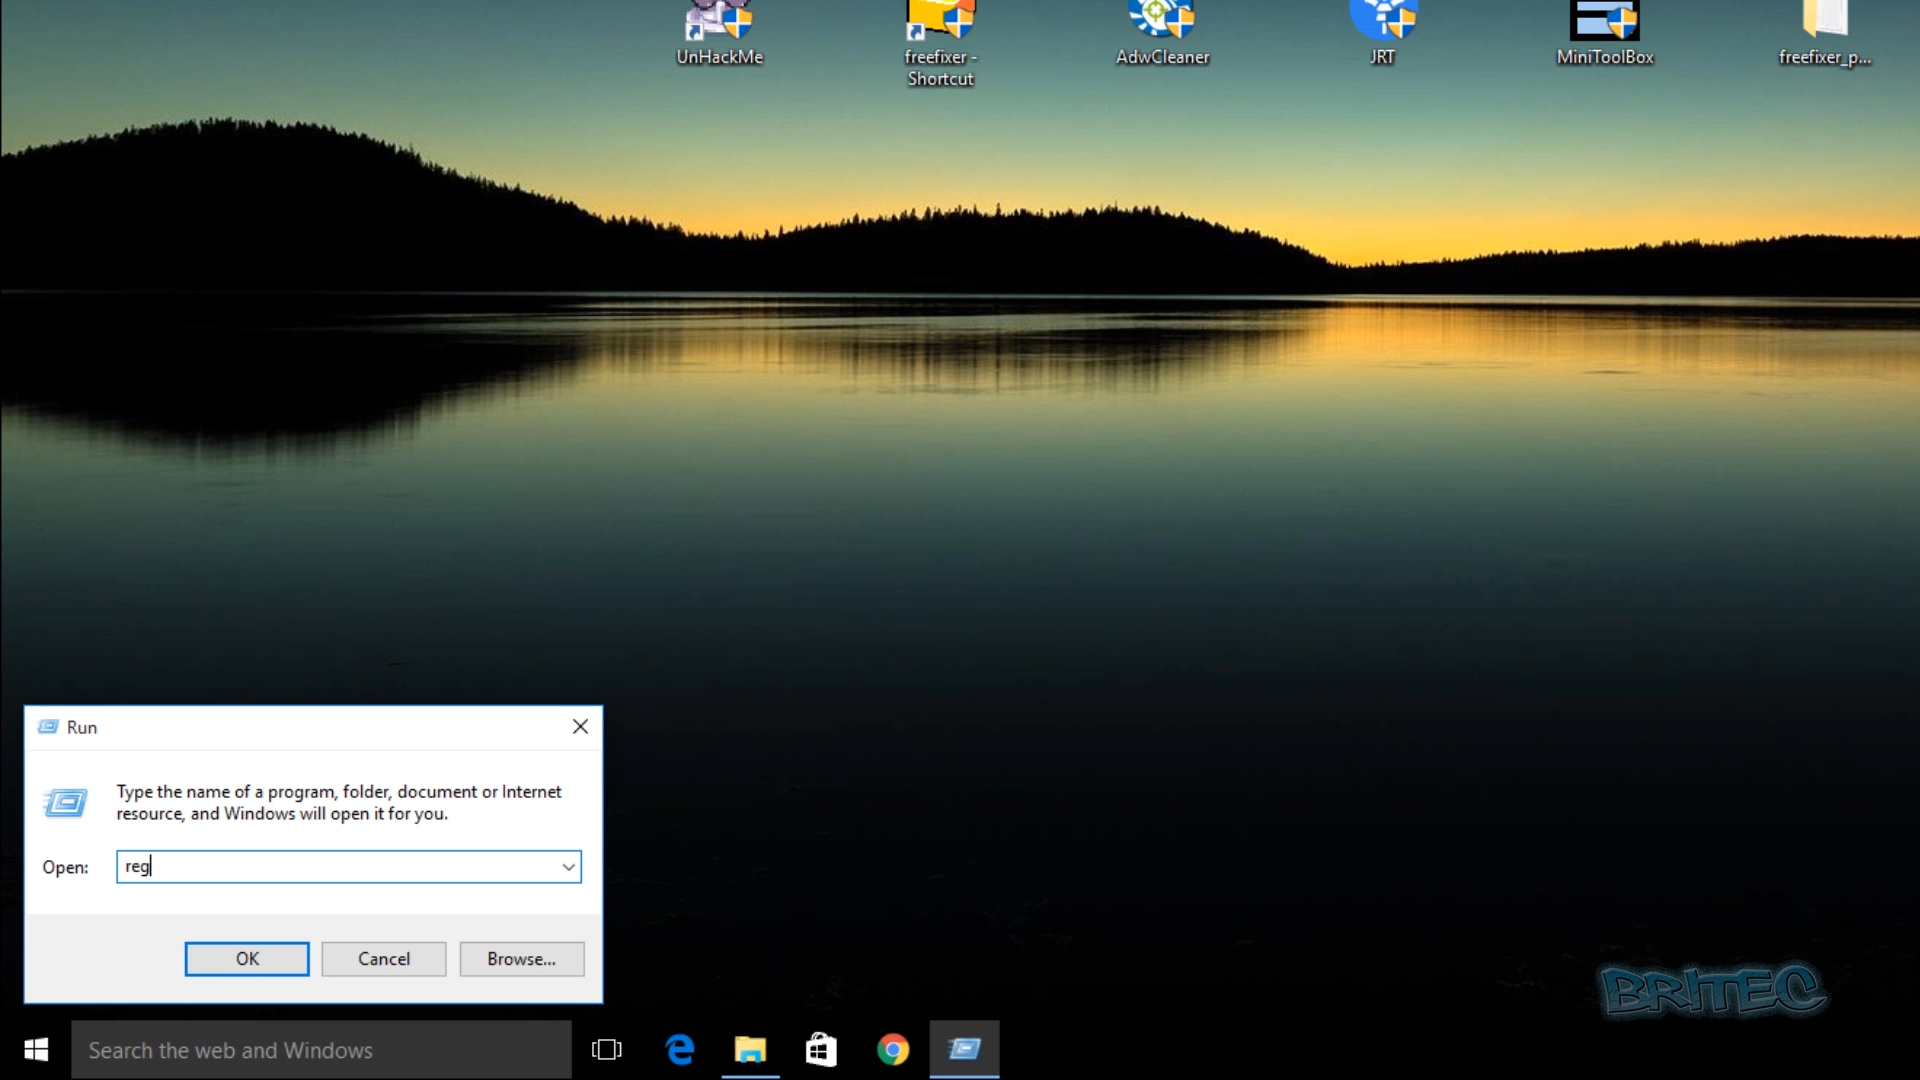 UnHackMe
freefixer -
Shortcut
AdwCleaner
JRT
MiniToolBox
freefixer_p...
Run
Type the name of a program, folder, document or Internet
resource, and Windows will open it for you.
Open:
reg
OK
Cancel
Browse...
BRITEC
Search the web and Windows